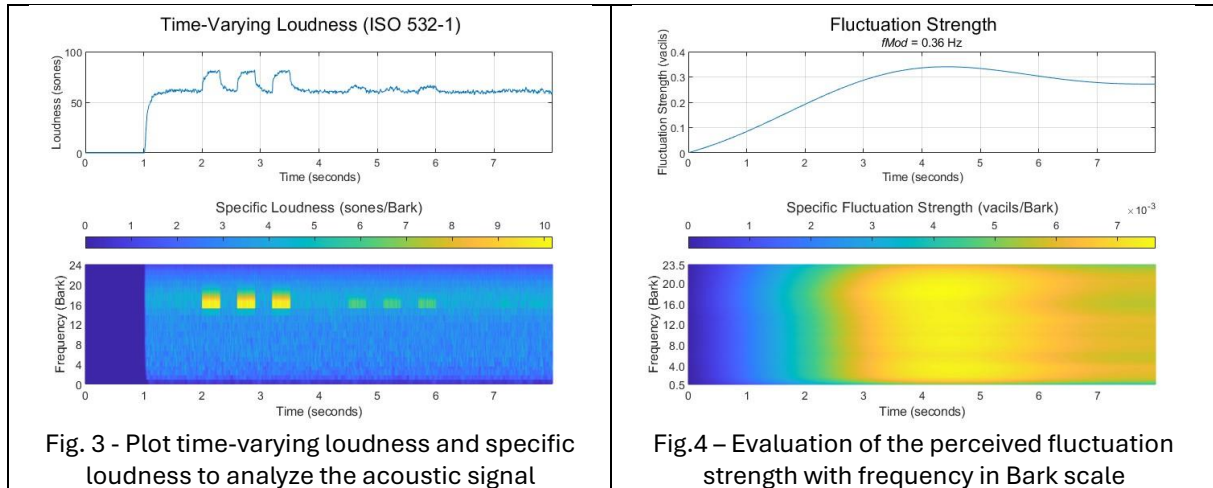 Time-Varying Loudness (ISO 532-1)
100
50
0
Loudness (sones)
0 1 2 3 4 5 6 7
Time (seconds)
Specific Loudness (sones/Bark)
0 1 2 3 4 5 6 7 8 9 10
24
20
16
12
8
4
0
Frequency (Bark)
0 1 2 3 4 5 6 7
Time (seconds)
Fig. 3 - Plot time-varying loudness and specific
loudness to analyze the acoustic signal
Fluctuation Strength
fMod = 0.36 Hz
0.4
0.3
0.2
0.1
0
Fluctuation Strength (vacils)
0 1 2 3 4 5 6 7
Time (seconds)
Specific Fluctuation Strength (vacils/Bark)
×10⁻³
0 1 2 3 4 5 6 7
23.5
20.0
16.0
12.0
8.0
4.0
0.5
Frequency (Bark)
0 1 2 3 4 5 6 7
Time (seconds)
Fig.4 – Evaluation of the perceived fluctuation
strength with frequency in Bark scale